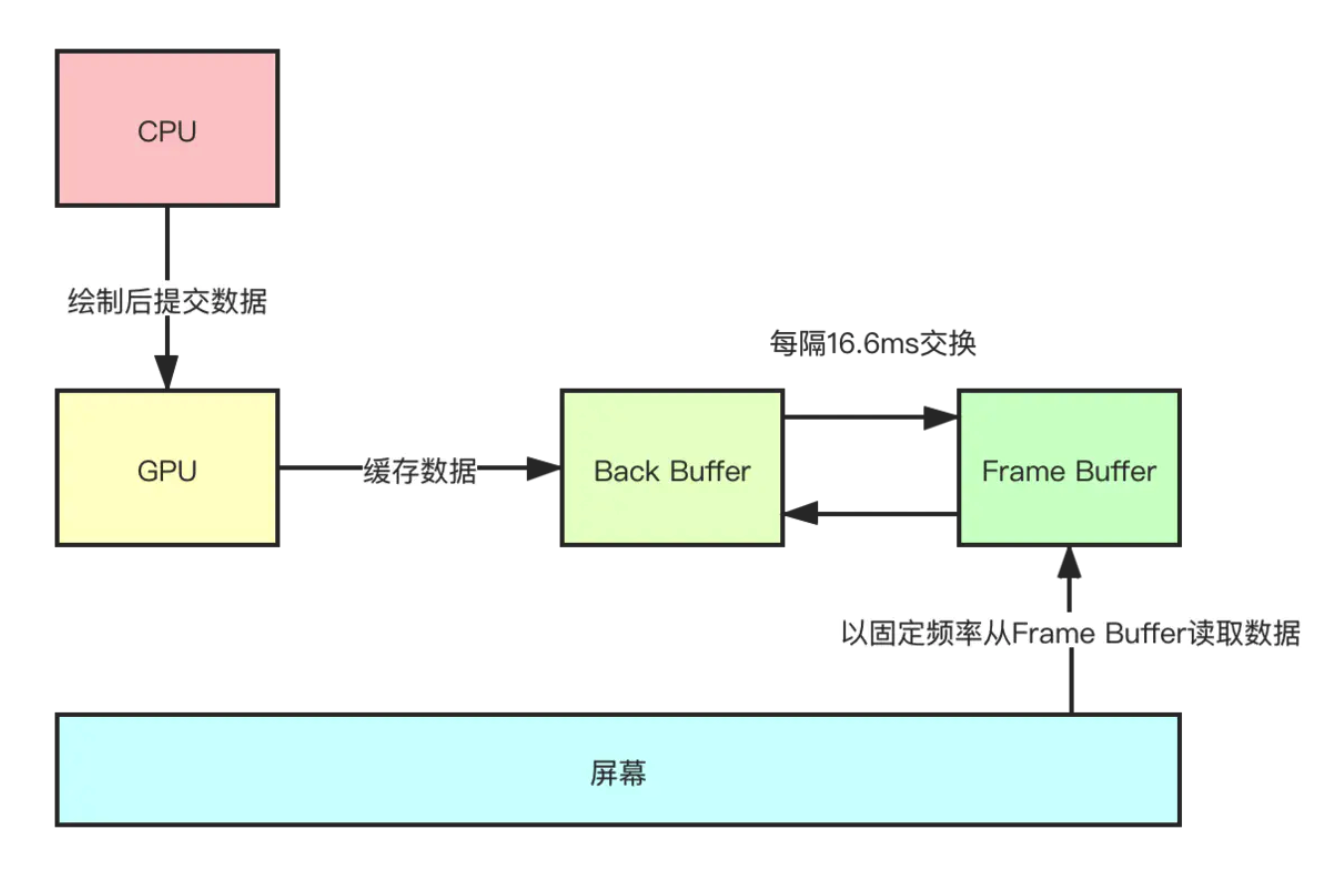 CPU
绘制后提交数据
每隔16.6ms交换
GPU
缓存数据
Back Buffer
Frame Buffer
以固定频率从Frame Buffer读取数据
屏幕